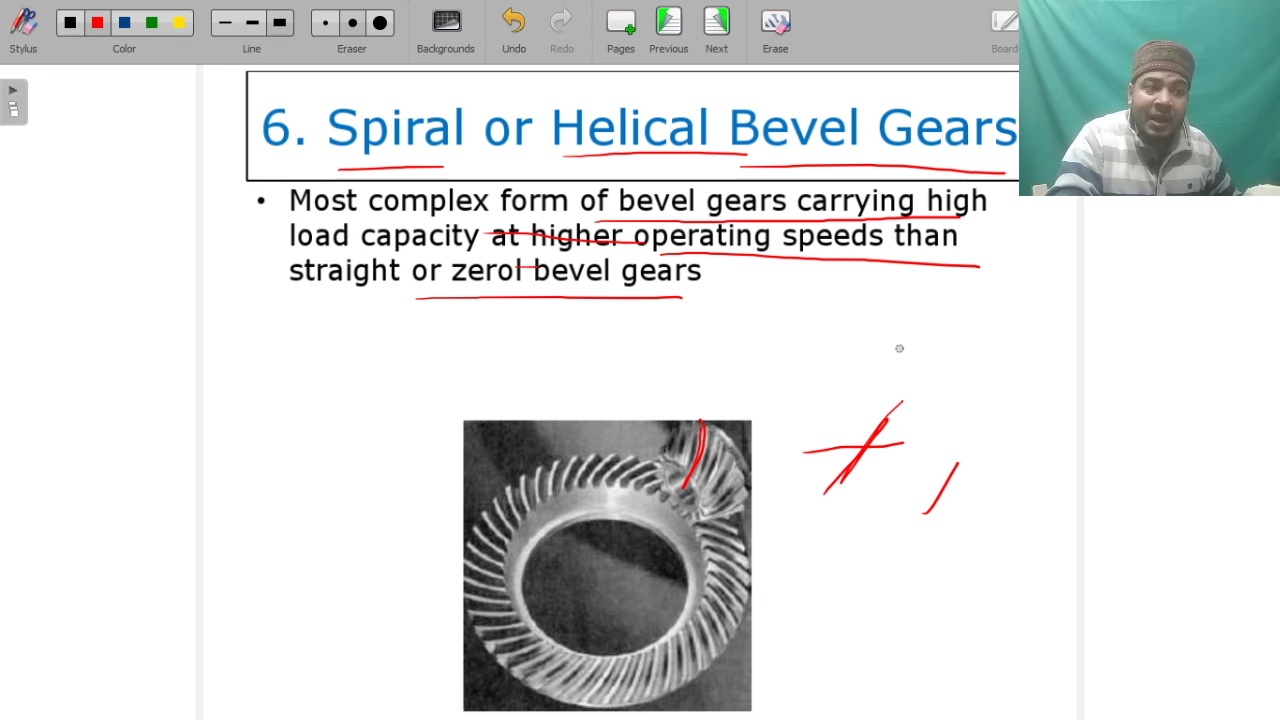 Stylus
Color
Line
Eraser
Backgrounds
Undo
Redo
Pages
Previous
Next
Erase
Board
6. Spiral or Helical Bevel Gears
• Most complex form of bevel gears carrying high
load capacity at higher operating speeds than
straight or zerol bevel gears